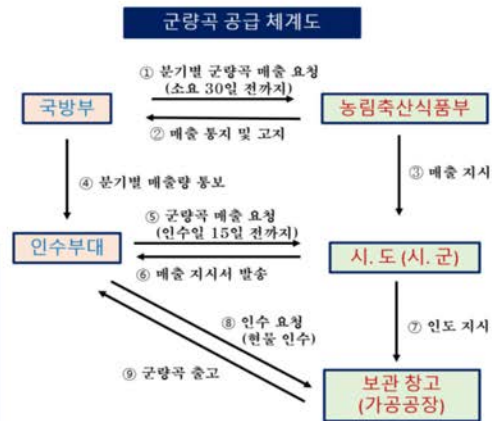 군량곡 공급 체계도
① 분기별 군량곡 매출 요청
(소요 30일 전까지)
국방부
농림축산식품부
② 매출 통지 및 고지
③ 매출 지시
④ 분기별 매출량 통보
⑤ 군량곡 매출 요청
(인수일 15일 전까지)
인수부대
시. 도 (시. 군)
⑥ 매출 지시서 발송
⑧ 인수 요청
(현물 인수)
⑦ 인도 지시
⑨ 군량곡 출고
보관 창고
(가공공장)